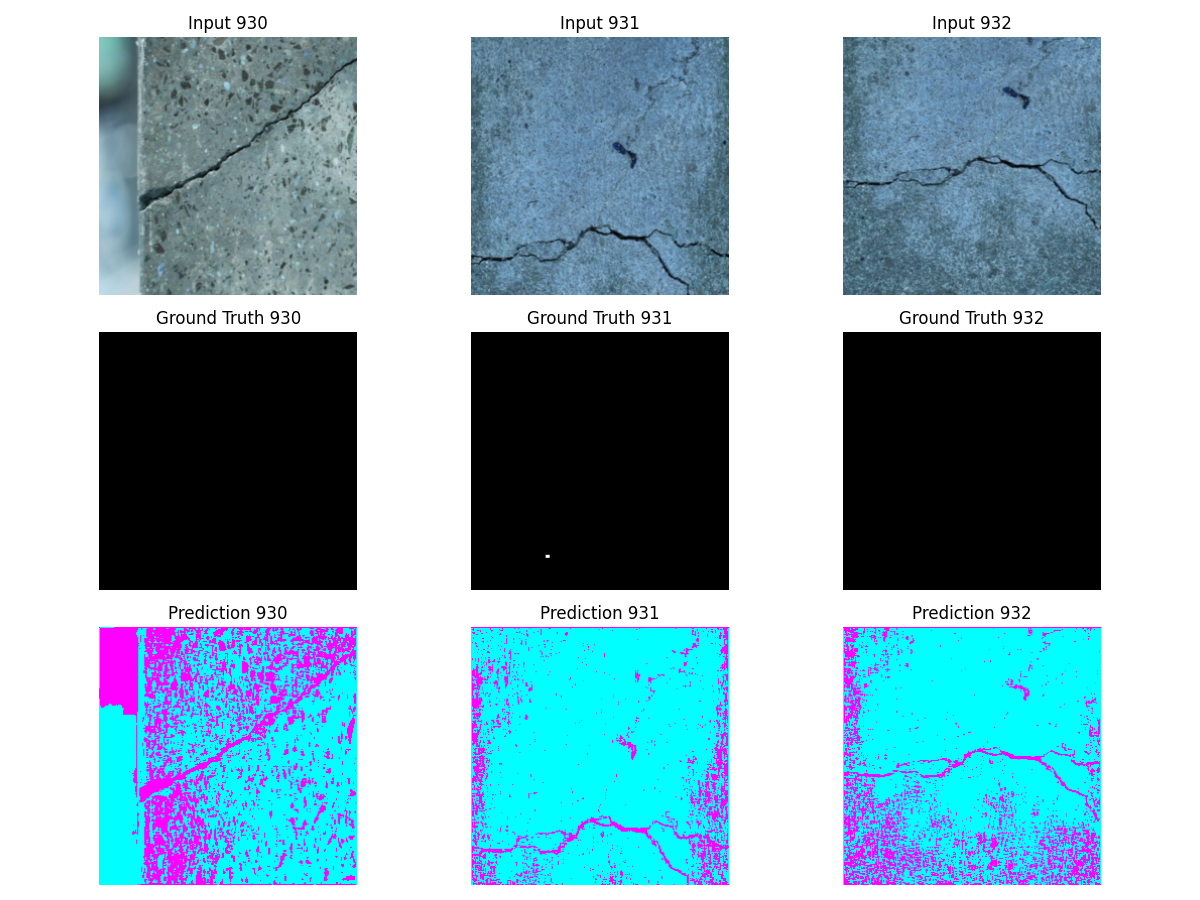 Input 930
Input 931
Input 932
Ground Truth 930
Ground Truth 931
Ground Truth 932
Prediction 930
Prediction 931
Prediction 932